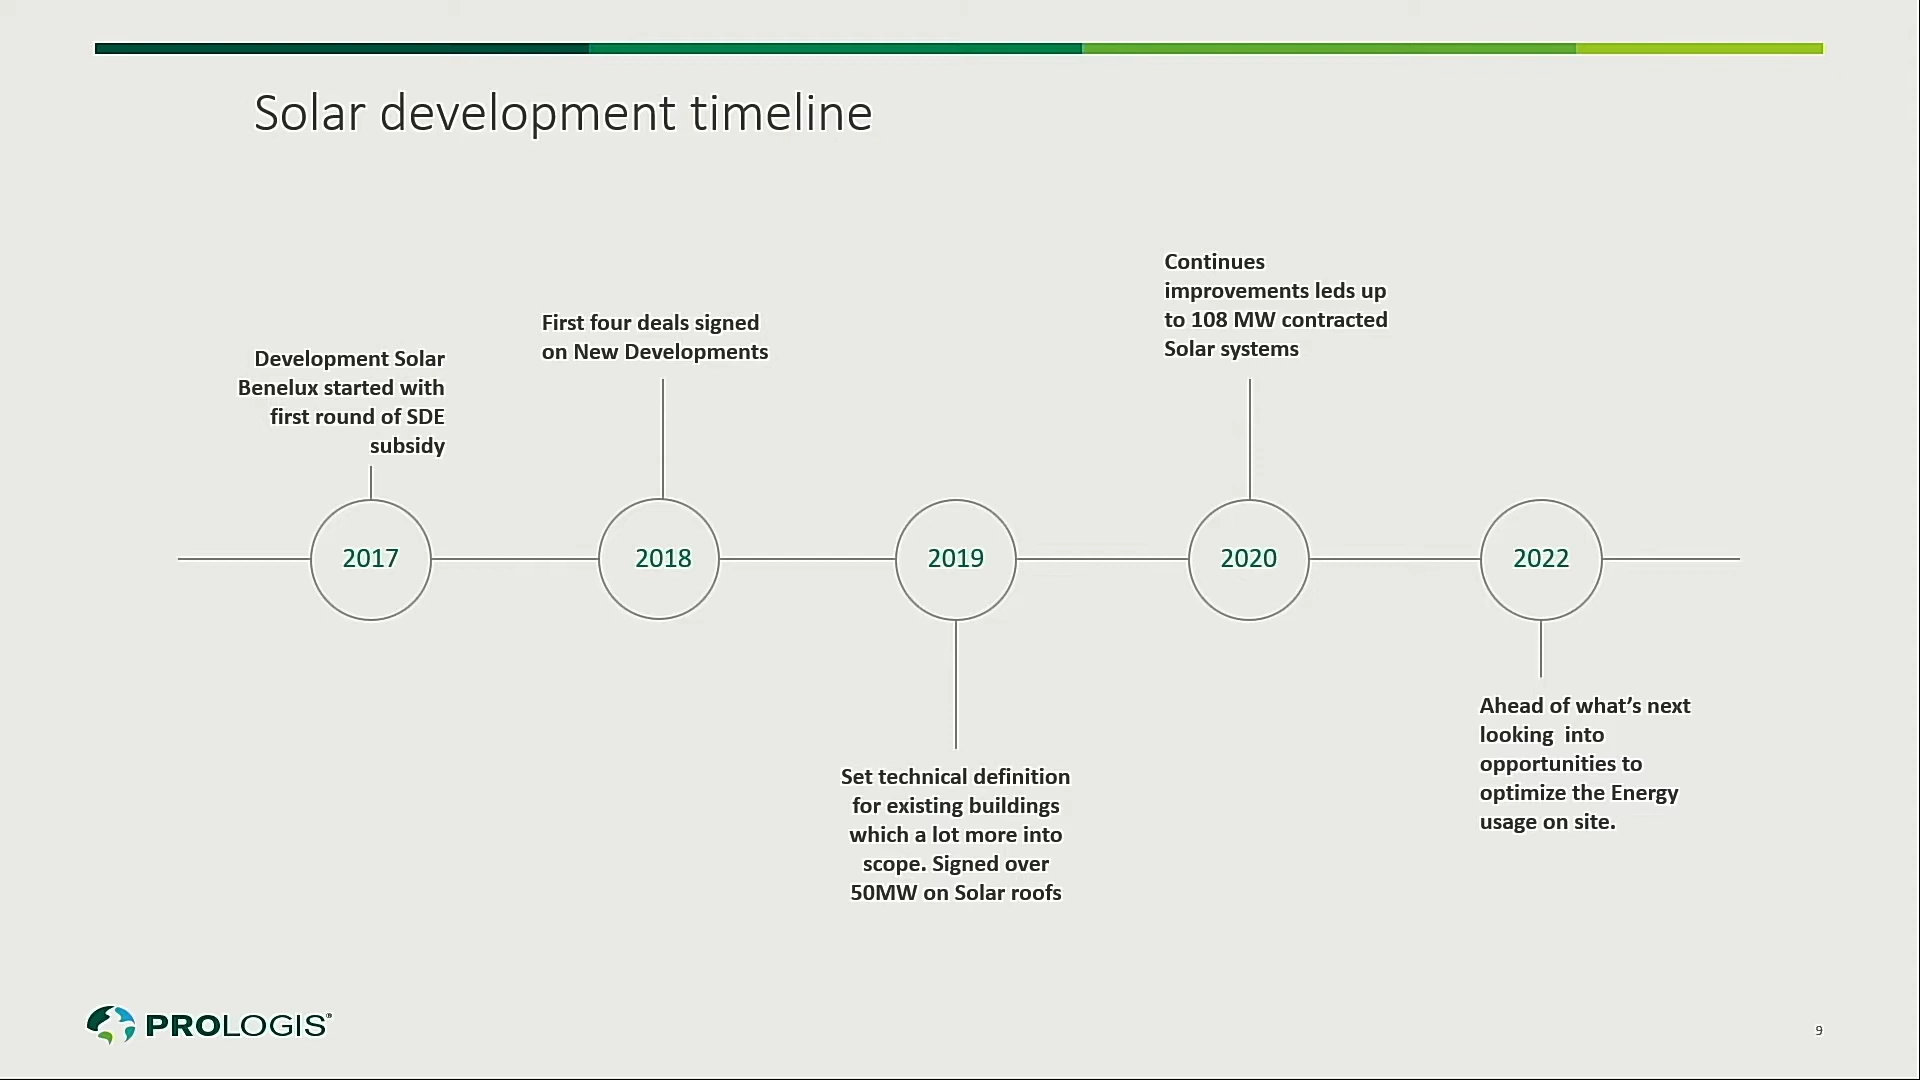 Solar development timeline
Development Solar
Benelux started with
first round of SDE
subsidy
First four deals signed
on New Developments
Continues
improvements leds up
to 108 MW contracted
Solar systems
2017
2018
2019
2020
2022
Set technical definition
for existing buildings
which a lot more into
scope. Signed over
50MW on Solar roofs
Ahead of what’s next
looking  into
opportunities to
optimize the Energy
usage on site.
PROLOGIS®
9